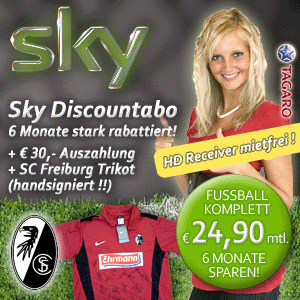 sky
TAGARO
Sky Discountabo
6 Monate stark rabattiert!
+ € 30,- Auszahlung
+ SC Freiburg Trikot
(handsigniert !!)
HD Receiver mietfrei !
FUSSBALL
KOMPLETT
€ 24,90 mtl.
6 MONATE
SPAREN!
Ehrmann